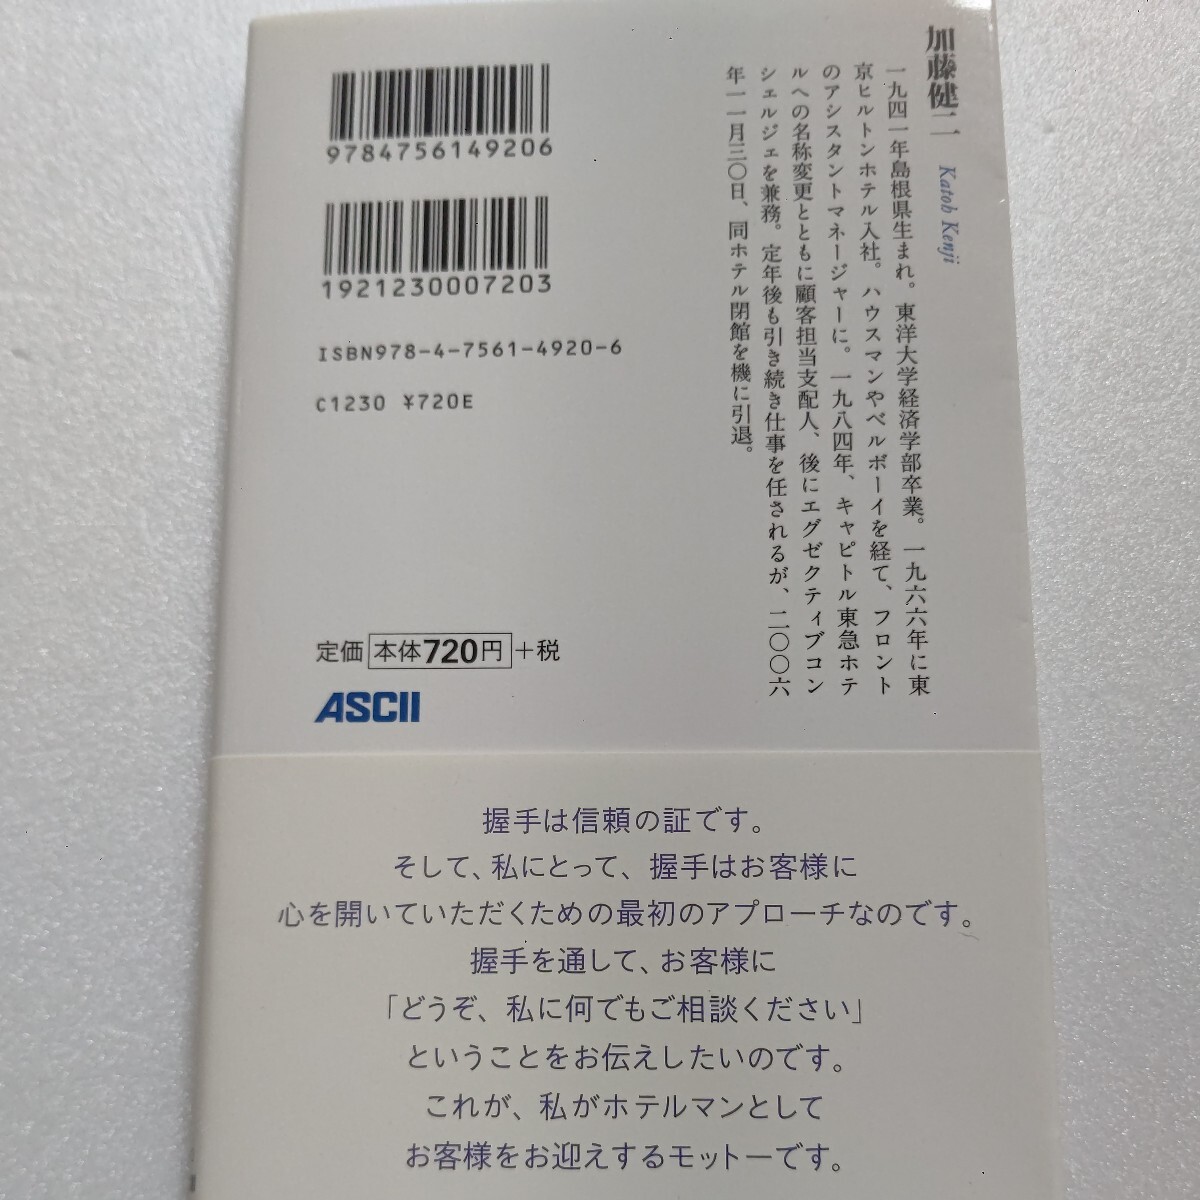 加藤健二 Katoh Kenji
一九四一年島根県生まれ。東洋大学経済学部卒業。一九六六年に東
京ヒルトンホテル入社。ハウスマンやベルボーイを経て、フロント
のアシスタントマネージャーに。一九八四年、キャピトル東急ホテ
ルへの名称変更とともに顧客担当支配人、後にエグゼクティブコン
シェルジェを兼務。定年後も引き続き仕事を任されるが、二〇〇六
年一一月三〇日、同ホテル閉館を機に引退。
9784756149206
1921230007203
ISBN978-4-7561-4920-6
C1230 ¥720E
定価 本体720円 +税
ASCII
握手は信頼の証です。
そして、私にとって、握手はお客様に
心を開いていただくための最初のアプローチなのです。
握手を通して、お客様に
「どうぞ、私に何でもご相談ください」
ということをお伝えしたいのです。
これが、私がホテルマンとして
お客様をお迎えするモットーです。